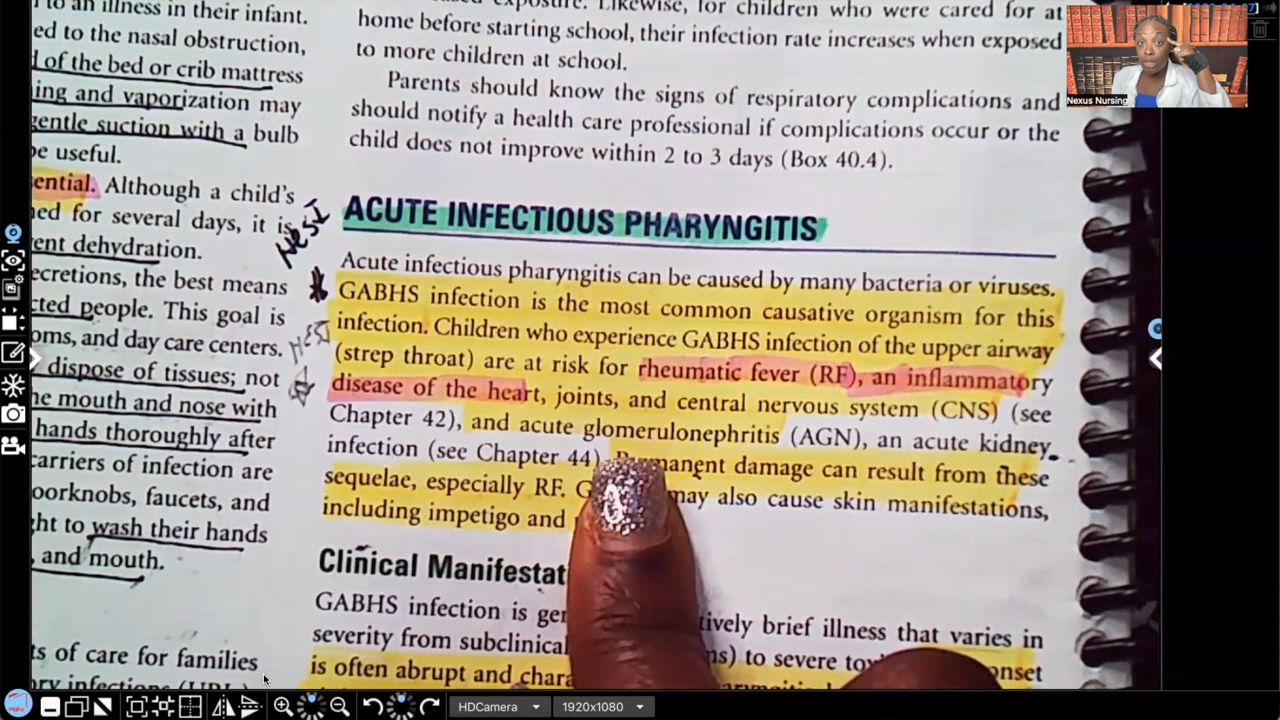 to an illness in their infant.
ed to the nasal obstruction,
of the bed or crib mattress
ing and vaporization may
gentle suction with a bulb
be useful.
ential. Although a child's
ned for several days, it is
ent dehydration.
ecretions, the best means
cted people. This goal is
oms, and day care centers.
dispose of tissues; not
he mouth and nose with
hands thoroughly after
carriers of infection are
oorknobs, faucets, and
ght to wash their hands
and mouth.
ts of care for families
exposure. Likewise, for children who were cared for at
home before starting school, their infection rate increases when exposed
to more children at school.
Parents should know the signs of respiratory complications and
should notify a health care professional if complications occur or the
child does not improve within 2 to 3 days (Box 40.4).
ACUTE INFECTIOUS PHARYNGITIS
Acute infectious pharyngitis can be caused by many bacteria or viruses.
GABHS infection is the most common causative organism for this
infection. Children who experience GABHS infection of the upper airway
(strep throat) are at risk for rheumatic fever (RF), an inflammatory
disease of the heart, joints, and central nervous system (CNS) (see
Chapter 42), and acute glomerulonephritis (AGN), an acute kidney
infection (see Chapter 44). Permanent damage can result from these
sequelae, especially RF. may also cause skin manifestations,
including impetigo and
Clinical Manifestat
GABHS infection is ge tively brief illness that varies in
severity from subclinical ms) to severe tox
is often abrupt and chara onset
Nexus Nursing
HDCamera
1920x1080